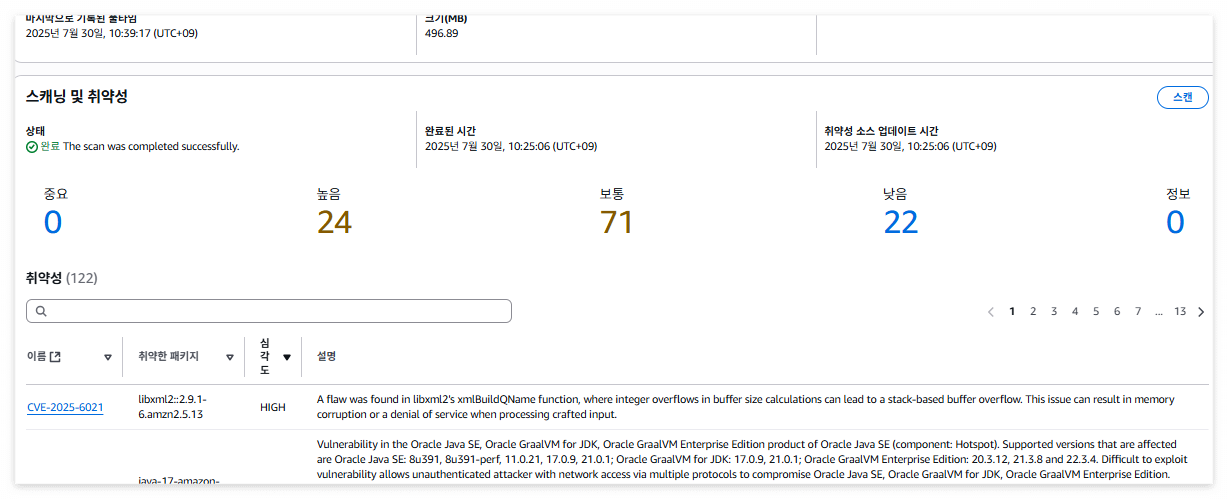 마지막으로 기록된 풀타임
크기(MB)
2025년 7월 30일, 10:39:17 (UTC+09)
496.89
스캐닝 및 취약성
스캔
상태
완료된 시간
취약성 소스 업데이트 시간
완료 The scan was completed successfully.
2025년 7월 30일, 10:25:06 (UTC+09)
2025년 7월 30일, 10:25:06 (UTC+09)
중요
높음
보통
낮음
정보
0
24
71
22
0
취약성 (122)
1 2 3 4 5 6 7 ... 13
이름
취약한 패키지
심
각
도
설명
CVE-2025-6021
libxml2::2.9.1-
6.amzn2.5.13
HIGH
A flaw was found in libxml2's xmlBuildQName function, where integer overflows in buffer size calculations can lead to a stack-based buffer overflow. This issue can result in memory
corruption or a denial of service when processing crafted input.
Vulnerability in the Oracle Java SE, Oracle GraalVM for JDK, Oracle GraalVM Enterprise Edition product of Oracle Java SE (component: Hotspot). Supported versions that are affected
are Oracle Java SE: 8u391, 8u391-perf, 11.0.21, 17.0.9, 21.0.1; Oracle GraalVM for JDK: 17.0.9, 21.0.1; Oracle GraalVM Enterprise Edition: 20.3.12, 21.3.8 and 22.3.4. Difficult to exploit
vulnerability allows unauthenticated attacker with network access via multiple protocols to compromise Oracle Java SE, Oracle GraalVM for JDK, Oracle GraalVM Enterprise Edition.
java-17-amazon-